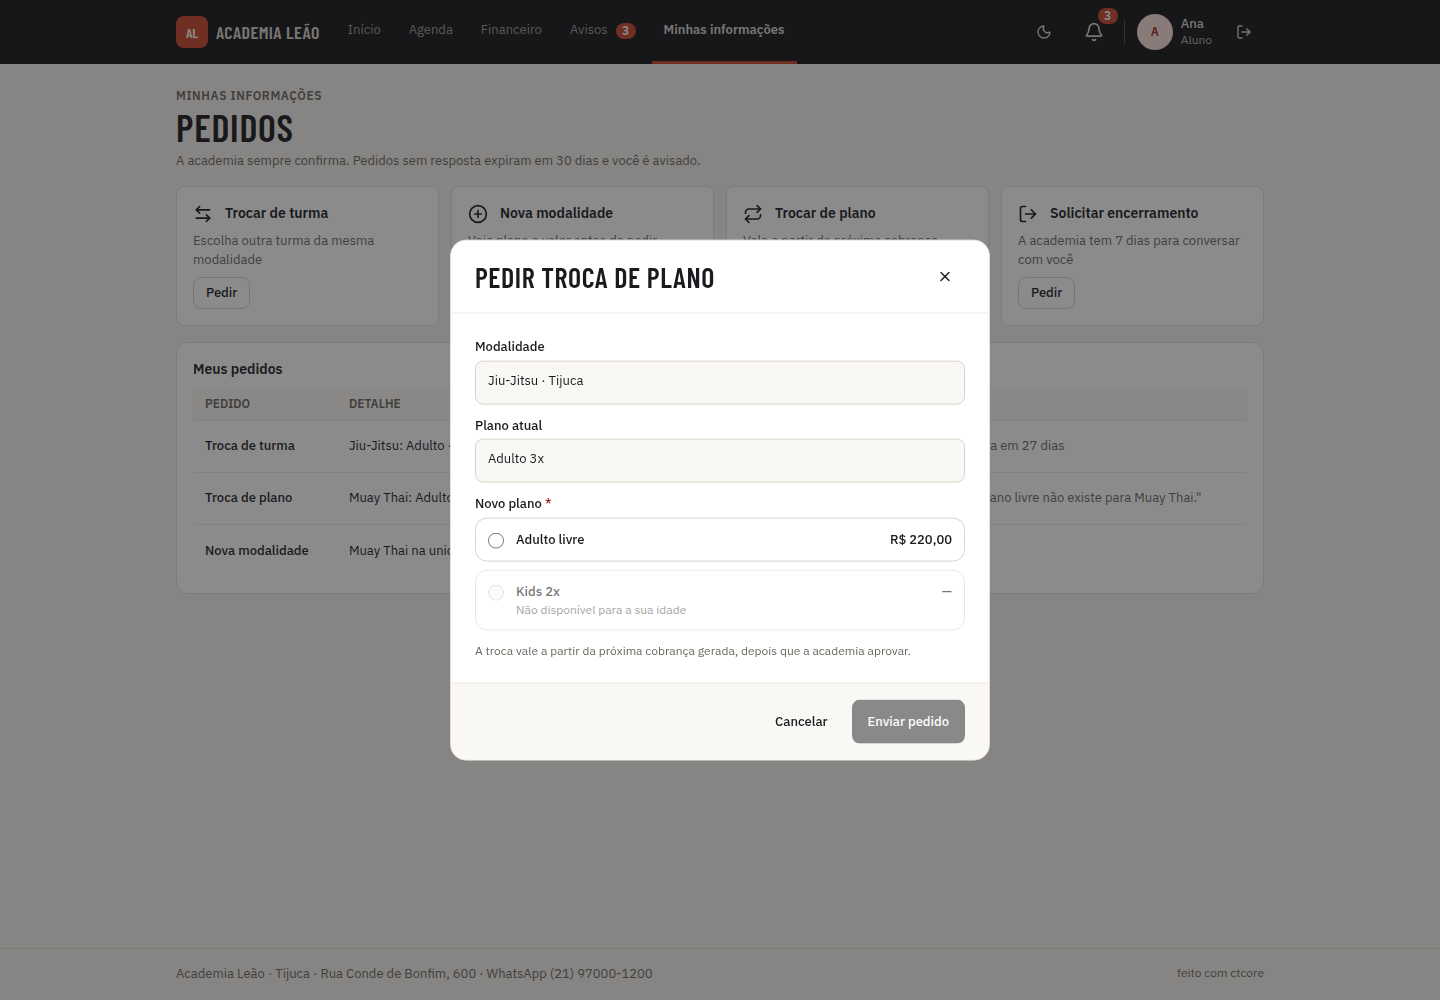 AL ACADEMIA LEÃO Início Agenda Financeiro Avisos 3 Minhas informações 3 A Ana Aluno
MINHAS INFORMAÇÕES
PEDIDOS
A academia sempre confirma. Pedidos sem resposta expiram em 30 dias e você é avisado.
Trocar de turma
Escolha outra turma da mesma
modalidade
Pedir
Nova modalidade
Trocar de plano
Solicitar encerramento
A academia tem 7 dias para conversar
com você
Pedir
Meus pedidos
PEDIDO DETALHE
Troca de turma Jiu-Jitsu: Adulto em 27 dias
Troca de plano Muay Thai: livre não existe para Muay Thai."
Nova modalidade Muay Thai na
PEDIR TROCA DE PLANO
Modalidade
Jiu-Jitsu · Tijuca
Plano atual
Adulto 3x
Novo plano *
Adulto livre R$ 220,00
Kids 2x —
Não disponível para a sua idade
A troca vale a partir da próxima cobrança gerada, depois que a academia aprovar.
Cancelar Enviar pedido
Academia Leão · Tijuca · Rua Conde de Bonfim, 600 · WhatsApp (21) 97000-1200 feito com ctcore